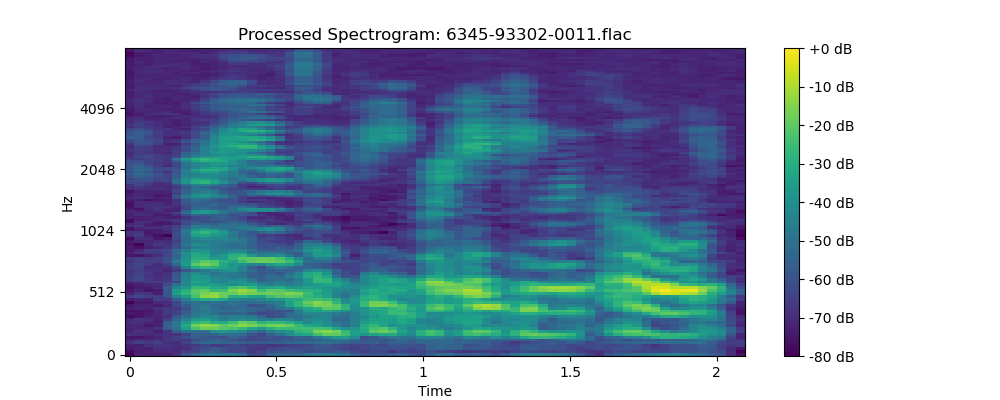 Processed Spectrogram: 6345-93302-0011.flac
Hz
4096
2048
1024
512
0
0 0.5 1 1.5 2
Time
+0 dB
-10 dB
-20 dB
-30 dB
-40 dB
-50 dB
-60 dB
-70 dB
-80 dB